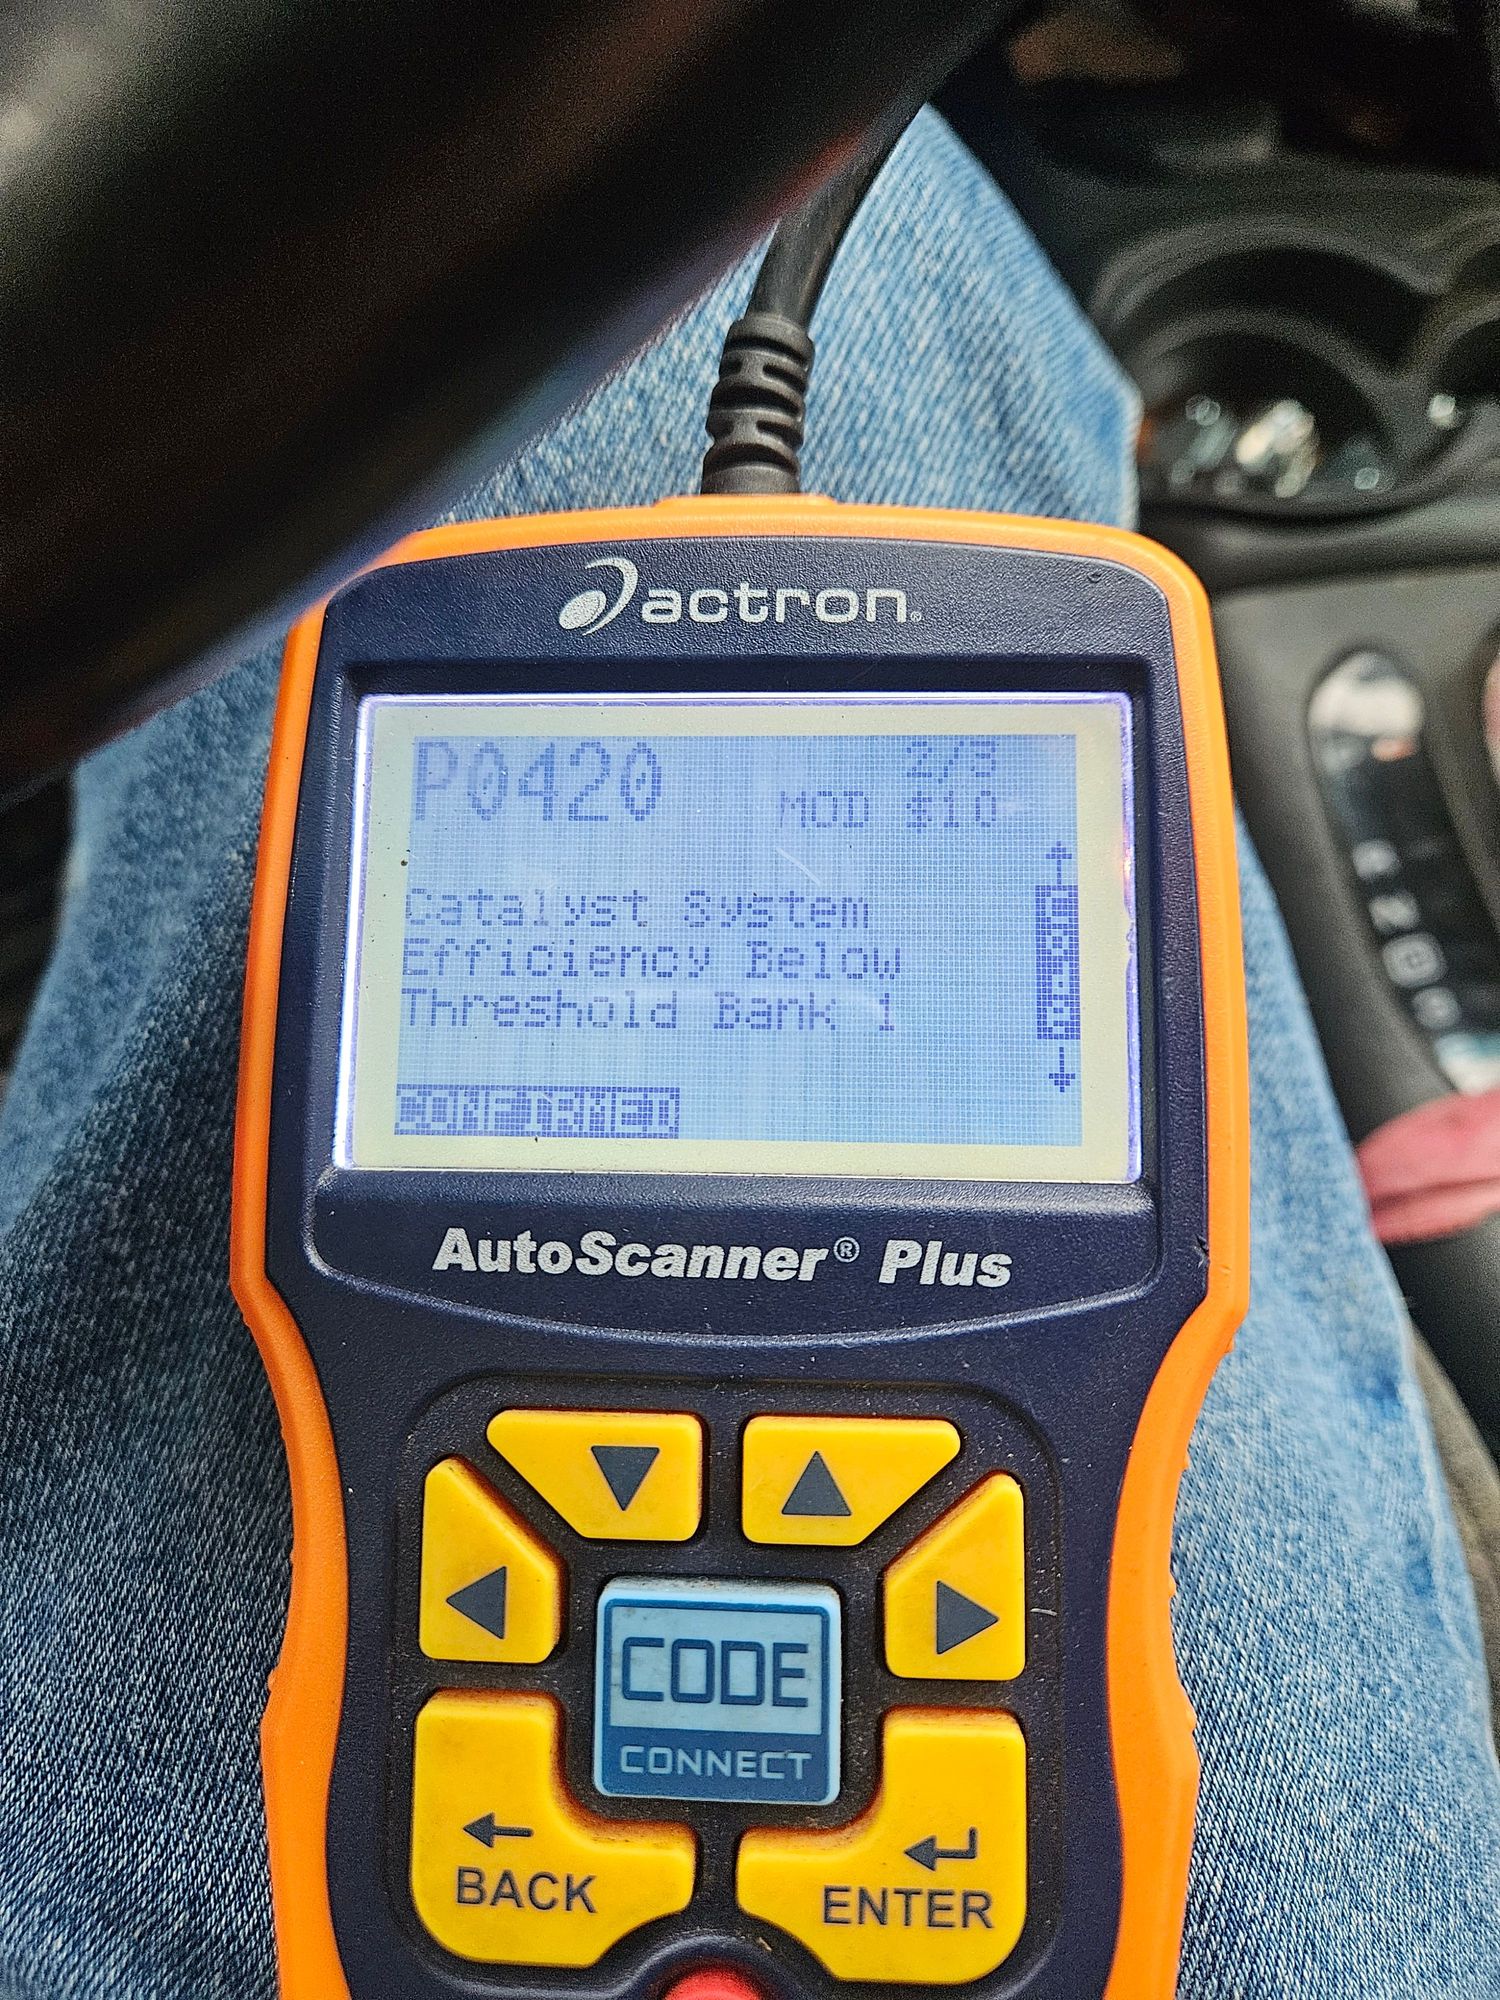 actron®
P0420 2/3
MOD $10
Catalyst System
Efficiency Below
Threshold Bank 1
CONFIRMED
AutoScanner® Plus
CODE
CONNECT
BACK
ENTER